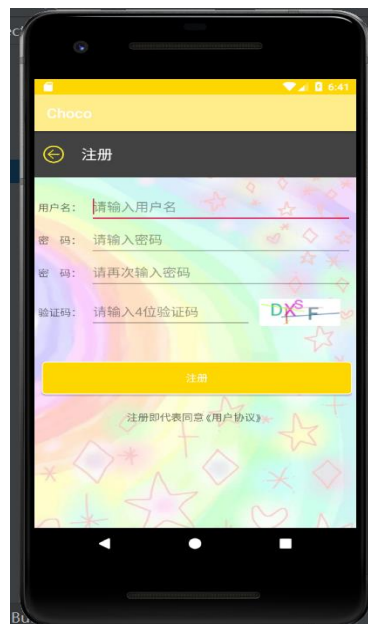 6:41
Choco
注册
用户名： 请输入用户名
密 码： 请输入密码
密 码： 请再次输入密码
验证码： 请输入4位验证码 DXSF
注册
注册即代表同意《用户协议》